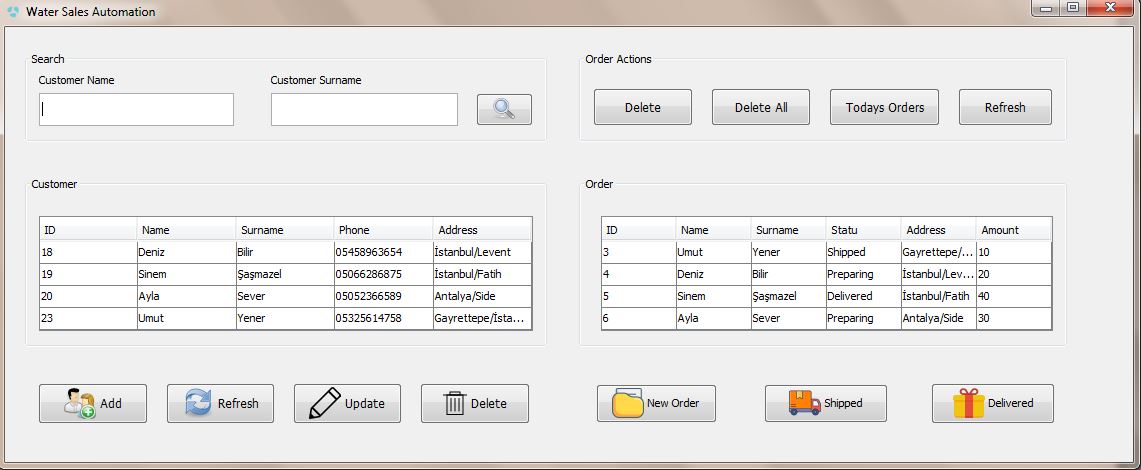 Water Sales Automation
Search
Customer Name Customer Surname
Order Actions
Delete Delete All Todays Orders Refresh
Customer
ID Name Surname Phone Address
18 Deniz Bilir 05458963654 İstanbul/Levent
19 Sinem Şaşmazel 05066286875 İstanbul/Fatih
20 Ayla Sever 05052366589 Antalya/Side
23 Umut Yener 05325614758 Gayrettepe/İsta...
Order
ID Name Surname Statu Address Amount
3 Umut Yener Shipped Gayrettepe/... 10
4 Deniz Bilir Preparing İstanbul/Lev... 20
5 Sinem Şaşmazel Delivered İstanbul/Fatih 40
6 Ayla Sever Preparing Antalya/Side 30
Add Refresh Update Delete
New Order Shipped Delivered